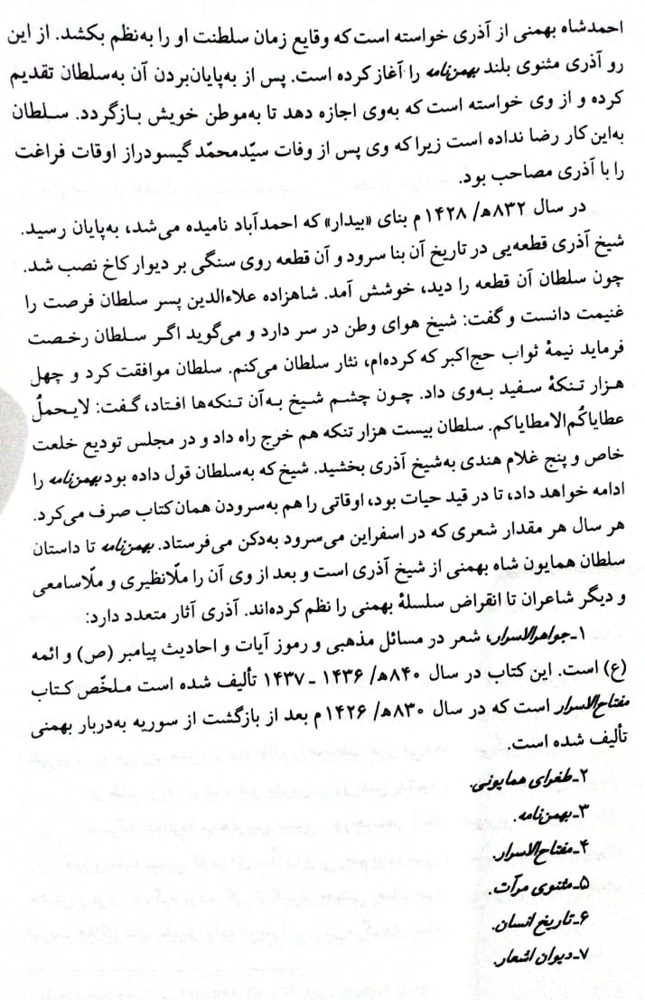 احمدشاه بهمنی از آذری خواسته است که وقایع زمان سلطنت او را به‌نظم بکشد. از این
رو آذری مثنوی بلند بهمن‌نامه را آغاز کرده است. پس از به‌پایان‌بردن آن به‌سلطان تقدیم
کرده و از وی خواسته است که به‌وی اجازه دهد تا به‌موطن خویش بازگردد. سلطان
به‌این کار رضا نداده است زیرا که وی پس از وفات سیّدمحمّد گیسودراز اوقات فراغت
را با آذری مصاحب بود.
در سال ۸۳۲ه‍/ ۱۴۲۸ م بنای «بیدار» که احمدآباد نامیده می‌شد، به‌پایان رسید.
شیخ آذری قطعه‌یی در تاریخ آن بنا سرود و آن قطعه روی سنگی بر دیوار کاخ نصب شد.
چون سلطان آن قطعه را دید، خوشش آمد. شاهزاده علاءالدین پسر سلطان فرصت را
غنیمت دانست و گفت: شیخ هوای وطن در سر دارد و می‌گوید اگر سلطان رخصت
فرماید نیمهٔ ثواب حج‌اکبر که کرده‌ام، نثار سلطان می‌کنم. سلطان موافقت کرد و چهل
هزار تنکهٔ سفید به‌وی داد. چون چشم شیخ به‌آن تنکه‌ها افتاد، گفت: لایحملُ
عطایاکُم‌الامطایاکم. سلطان بیست هزار تنکه هم خرج راه داد و در مجلس تودیع خلعت
خاص و پنج غلام هندی به‌شیخ آذری بخشید. شیخ که به‌سلطان قول داده بود بهمن‌نامه را
ادامه خواهد داد، تا در قید حیات بود، اوقاتی را هم به‌سرودن همان کتاب صرف می‌کرد.
هر سال هر مقدار شعری که در اسفراین می‌سرود به‌دکن می‌فرستاد. بهمن‌نامه تا داستان
سلطان همایون شاه بهمنی از شیخ آذری است و بعد از وی آن را ملّانظیری و ملّاسامعی
و دیگر شاعران تا انقراض سلسلهٔ بهمنی را نظم کرده‌اند. آذری آثار متعدد دارد:
۱ـ جواهرالاسرار، شعر در مسائل مذهبی و رموز آیات و احادیث پیامبر (ص) و ائمه
(ع) است. این کتاب در سال ۸۴۰ه‍/ ۱۴۳۶ ـ ۱۴۳۷ تألیف شده است ملخّص کتاب
مفتاح‌الاسرار است که در سال ۸۳۰ه‍/ ۱۴۲۶ م بعد از بازگشت از سوریه به‌دربار بهمنی
تألیف شده است.
۲ـ طغرای همایونی.
۳ـ بهمن‌نامه.
۴ـ مفتاح‌الاسرار.
۵ـ مثنوی مرآت.
۶ـ تاریخ انسان.
۷ـ دیوان اشعار.